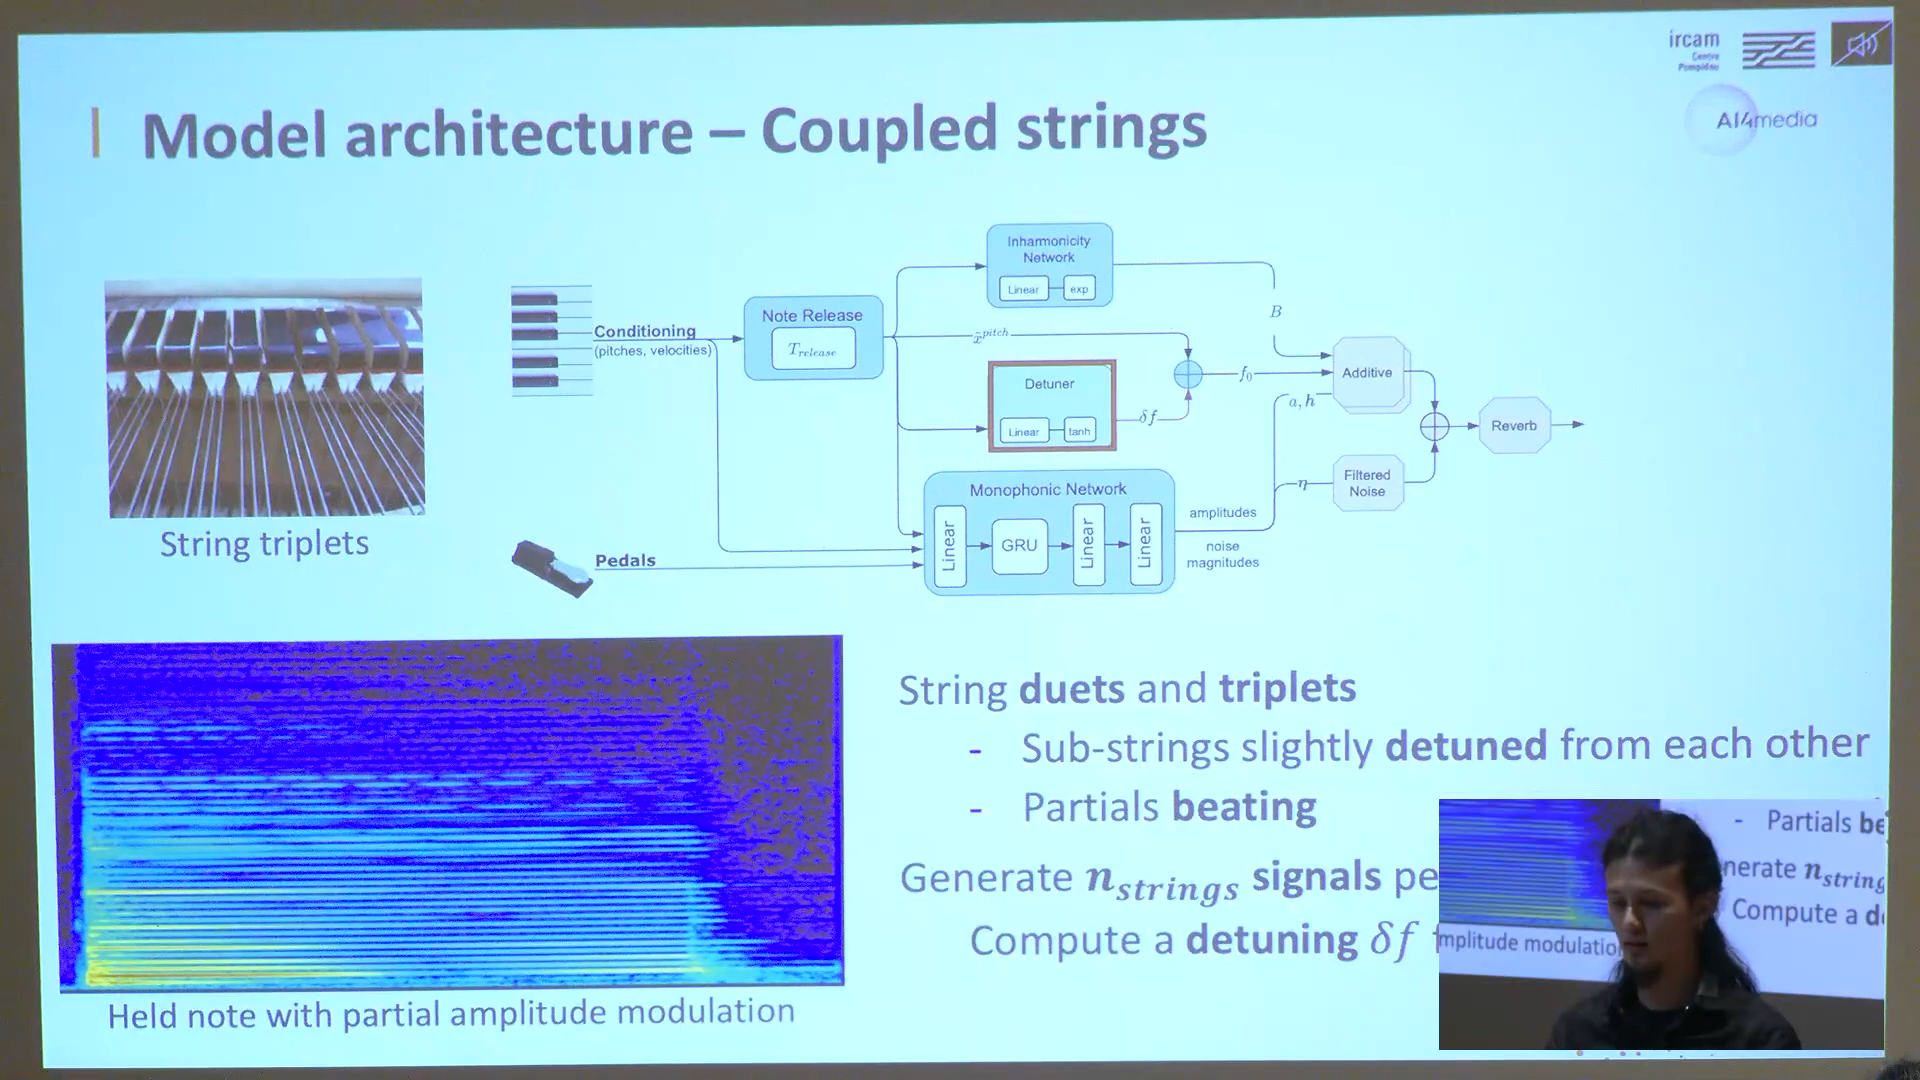 ircam
Centre
Pompidou
AI4media
Model architecture – Coupled strings
String triplets
Conditioning
(pitches, velocities)
Note Release
T_release
Inharmonicity
Network
Linear
exp
B
x̃^pitch
Detuner
Linear
tanh
δf
f₀
a, h
Additive
Reverb
Filtered
Noise
η
Monophonic Network
Linear
GRU
Linear
Linear
amplitudes
noise
magnitudes
Pedals
Held note with partial amplitude modulation
String duets and triplets
- Sub-strings slightly detuned from each other
- Partials beating
Generate n_strings signals pe
Compute a detuning δf
- Partials be
nerate n_string
Compute a d
mplitude modulatio